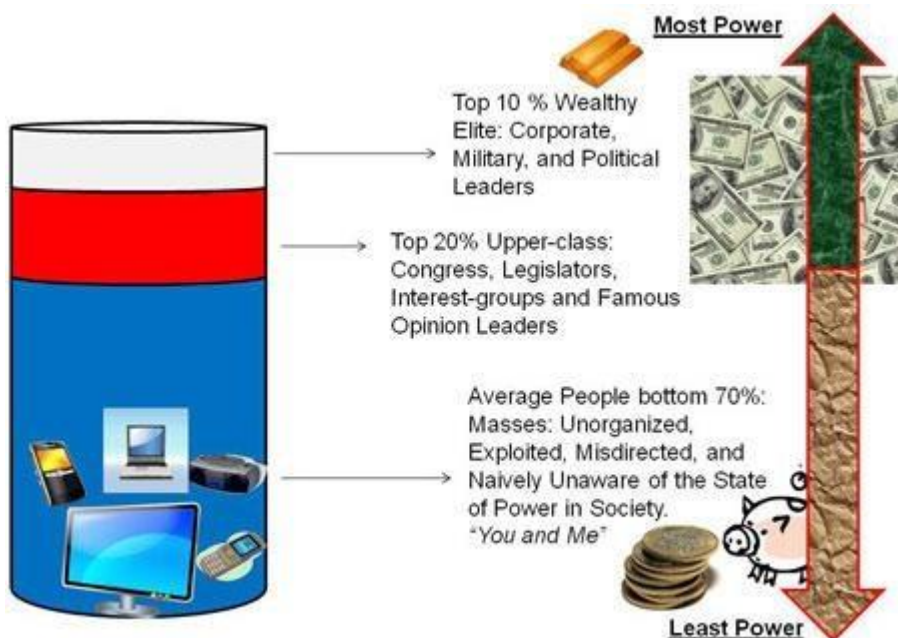 Most Power
Top 10 % Wealthy
Elite: Corporate,
Military, and Political
Leaders
Top 20% Upper-class:
Congress, Legislators,
Interest-groups and Famous
Opinion Leaders
Average People bottom 70%:
Masses: Unorganized,
Exploited, Misdirected, and
Naively Unaware of the State
of Power in Society.
“You and Me”
Least Power